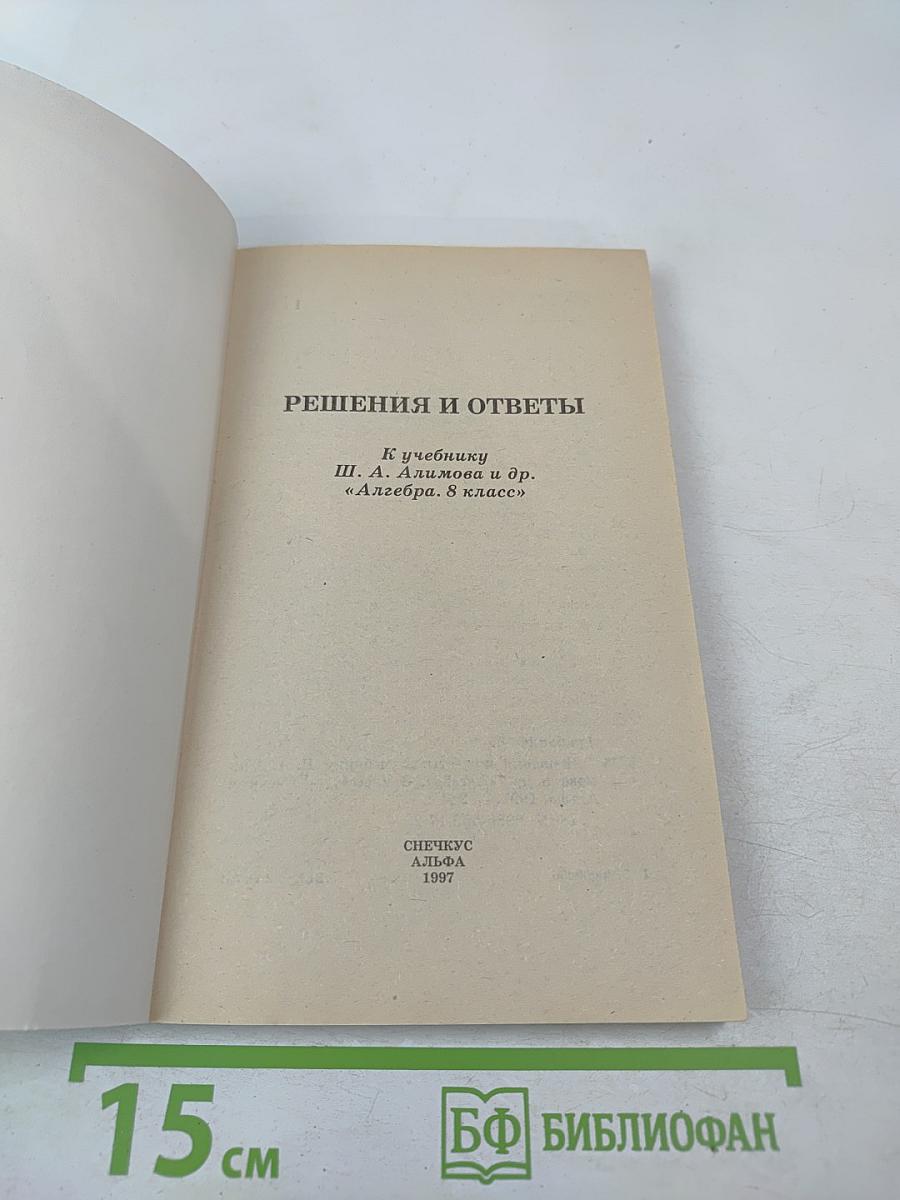 РЕШЕНИЯ И ОТВЕТЫ
К учебнику
Ш. А. Алимова и др.
«Алгебра. 8 класс»
СНЕЧКУС
АЛЬФА
1997
15 см
БФ БИБЛИОФАН